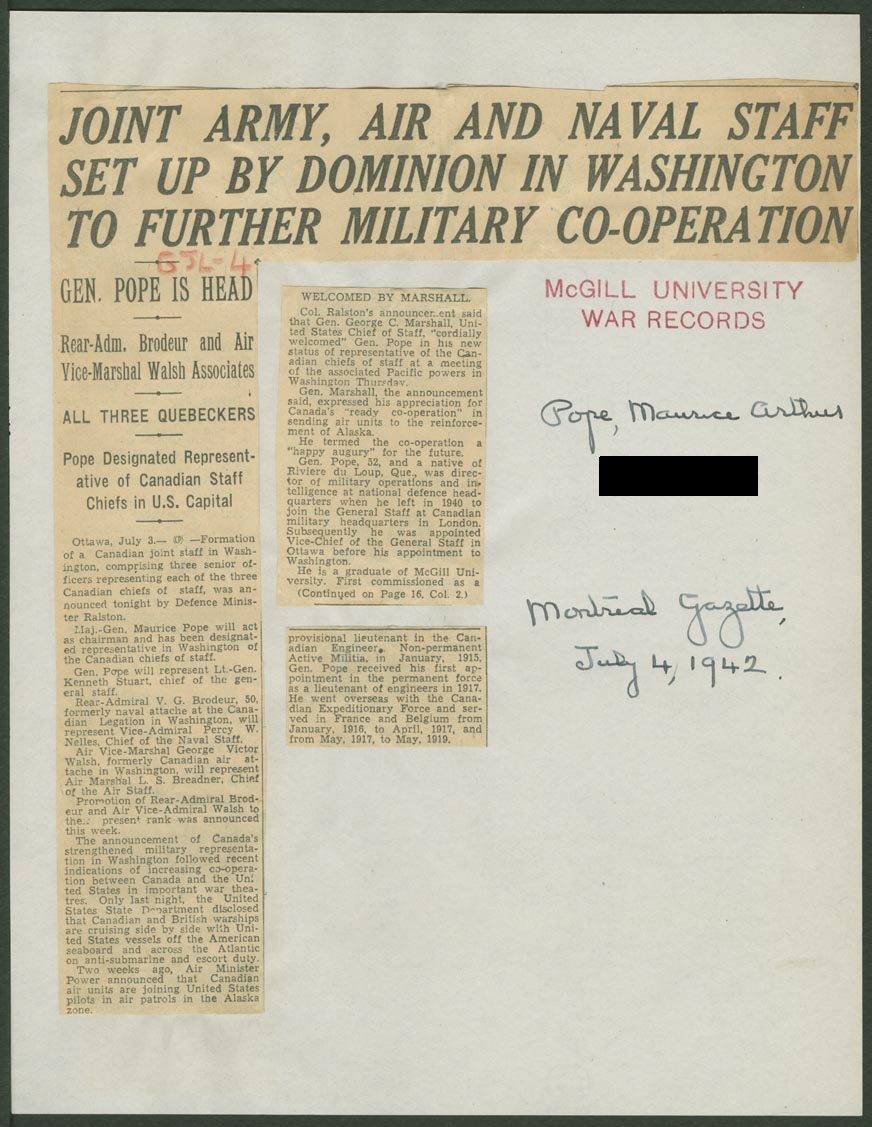 JOINT ARMY, AIR AND NAVAL STAFF
SET UP BY DOMINION IN WASHINGTON
TO FURTHER MILITARY CO-OPERATION
GJL-4
GEN. POPE IS HEAD
Rear-Adm. Brodeur and Air
Vice-Marshal Walsh Associates
ALL THREE QUEBECKERS
Pope Designated Represent-
ative of Canadian Staff
Chiefs in U.S. Capital
Ottawa, July 3.— —Formation
of a Canadian joint staff in Wash-
ington, comprising three senior of-
ficers representing each of the three
Canadian chiefs of staff, was an-
nounced tonight by Defence Minis-
ter Ralston.
Maj.-Gen. Maurice Pope will act
as chairman and has been designat-
ed representative in Washington of
the Canadian chiefs of staff.
Gen. Pope will represent Lt.-Gen.
Kenneth Stuart, chief of the gen-
eral staff.
Rear-Admiral V. G. Brodeur, 50,
formerly naval attache at the Cana-
dian Legation in Washington, will
represent Vice-Admiral Percy W.
Nelles, Chief of the Naval Staff.
Air Vice-Marshal George Victor
Walsh, formerly Canadian air at-
tache in Washington, will represent
Air Marshal L. S. Breadner, Chief
of the Air Staff.
Promotion of Rear-Admiral Brod-
eur and Air Vice-Admiral Walsh to
their present rank was announced
this week.
The announcement of Canada's
strengthened military representa-
tion in Washington followed recent
indications of increasing co-opera-
tion between Canada and the Uni
ted States in important war thea-
tres. Only last night, the United
States State Department disclosed
that Canadian and British warships
are cruising side by side with Uni-
ted States vessels off the American
seaboard and across the Atlantic
on anti-submarine and escort duty.
Two weeks ago, Air Minister
Power announced that Canadian
air units are joining United States
pilots in air patrols in the Alaska
zone.
WELCOMED BY MARSHALL.
Col. Ralston's announcement said
that Gen. George C. Marshall, Uni-
ted States Chief of Staff, "cordially
welcomed" Gen. Pope in his new
status of representative of the Can-
adian chiefs of staff at a meeting
of the associated Pacific powers in
Washington Thursday.
Gen. Marshall, the announcement
said, expressed his appreciation for
Canada's "ready co-operation" in
sending air units to the reinforce-
ment of Alaska.
He termed the co-operation a
"happy augury" for the future.
Gen. Pope, 52, and a native of
Riviere du Loup, Que., was direc-
tor of military operations and in-
telligence at national defence head-
quarters when he left in 1940 to
join the General Staff at Canadian
military headquarters in London.
Subsequently he was appointed
Vice-Chief of the General Staff in
Ottawa before his appointment to
Washington.
He is a graduate of McGill Uni-
versity. First commissioned as a
(Continued on Page 16, Col. 2.)
provisional lieutenant in the Can-
adian Engineer, Non-permanent
Active Militia, in January, 1915,
Gen. Pope received his first ap-
pointment in the permanent force
as a lieutenant of engineers in 1917.
He went overseas with the Cana-
dian Expeditionary Force and ser-
ved in France and Belgium from
January, 1916, to April, 1917, and
from May, 1917, to May, 1919.
McGILL UNIVERSITY
WAR RECORDS
Pope, Maurice Arthur
Montreal Gazette,
July 4, 1942.